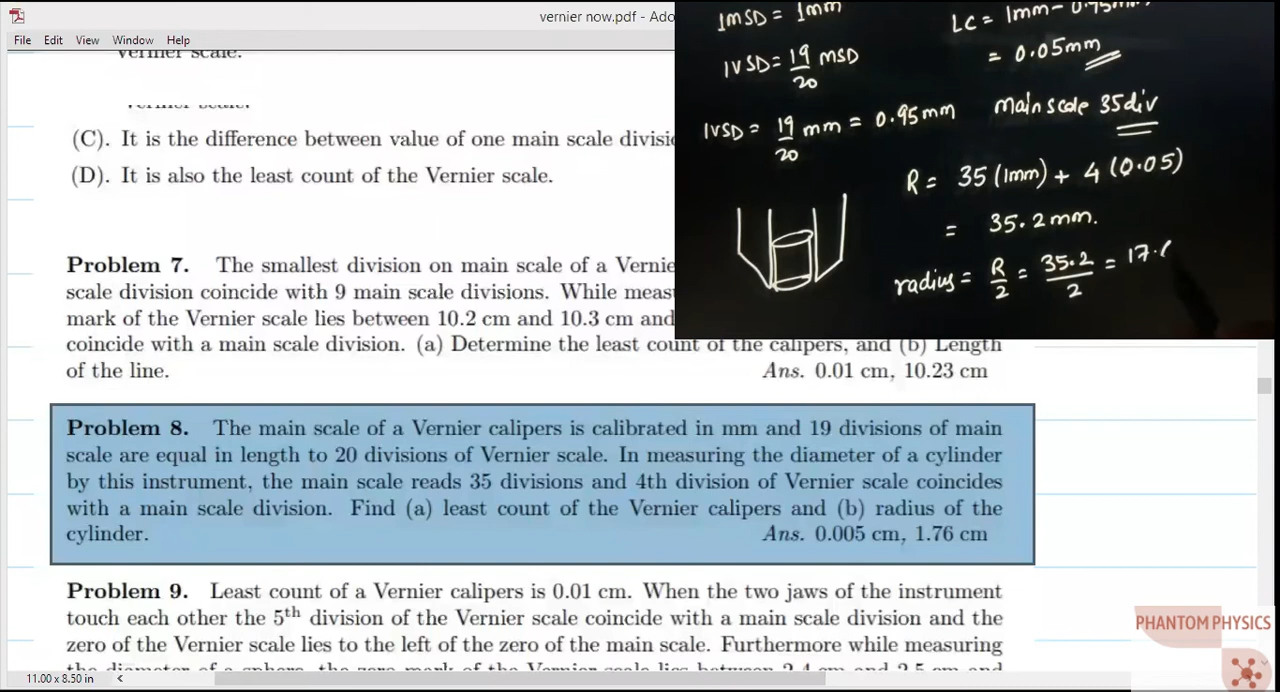 vernier now.pdf - Ado
File Edit View Window Help
vernier scale.
(C). It is the difference between value of one main scale
(D). It is also the least count of the Vernier scale.
Problem 7. The smallest division on main scale of a
scale division coincide with 9 main scale divisions. While
mark of the Vernier scale lies between 10.2 cm and 10.3 cm and
coincide with a main scale division. (a) Determine the least count of the calipers, and (b) Length
of the line. Ans. 0.01 cm, 10.23 cm
Problem 8. The main scale of a Vernier calipers is calibrated in mm and 19 divisions of main
scale are equal in length to 20 divisions of Vernier scale. In measuring the diameter of a cylinder
by this instrument, the main scale reads 35 divisions and 4th division of Vernier scale coincides
with a main scale division. Find (a) least count of the Vernier calipers and (b) radius of the
cylinder. Ans. 0.005 cm, 1.76 cm
Problem 9. Least count of a Vernier calipers is 0.01 cm. When the two jaws of the instrument
touch each other the 5th division of the Vernier scale coincide with a main scale division and the
zero of the Vernier scale lies to the left of the zero of the main scale. Furthermore while measuring
11.00 x 8.50 in
1MSD = 1mm
1VSD = 19/20 MSD
1VSD = 19/20 mm = 0.95mm
LC = 1mm - 0.95mm
= 0.05mm
main scale 35div
R = 35 (1mm) + 4 (0.05)
= 35.2mm.
radius = R/2 = 35.2/2 = 17.
PHANTOM PHYSICS